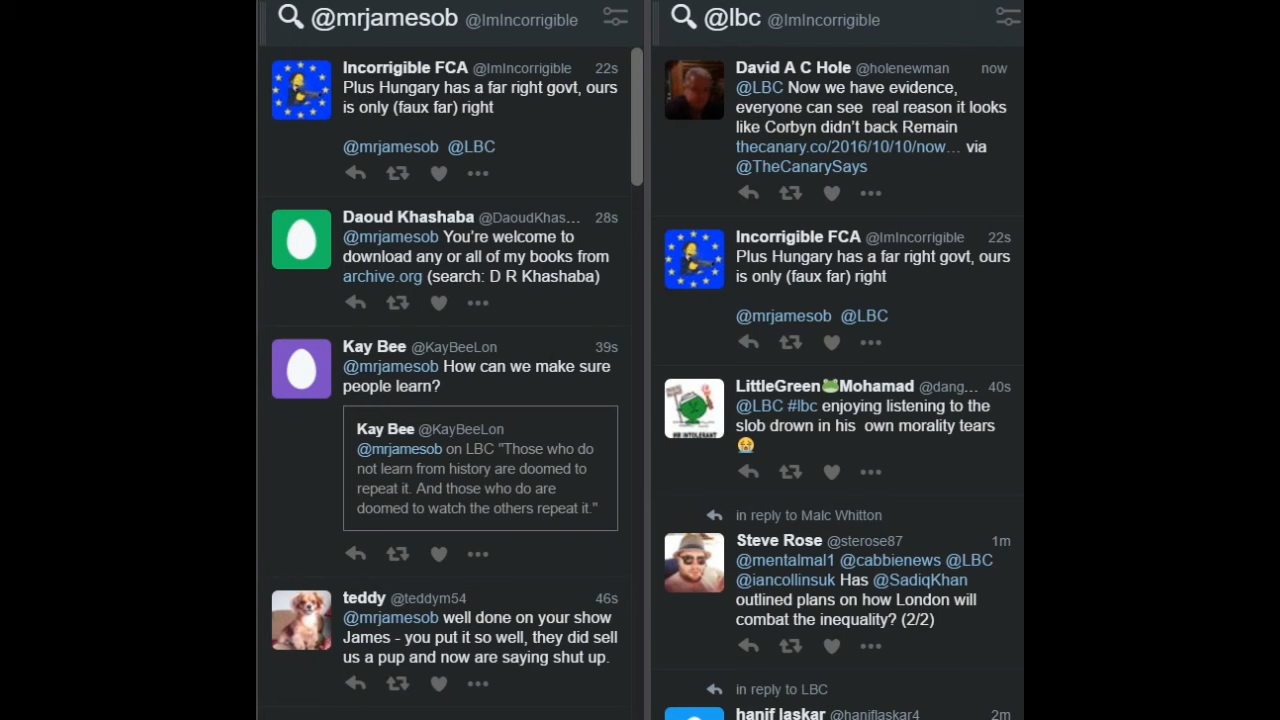 @mrjamesob @ImIncorrigible
Incorrigible FCA @ImIncorrigible 22s
Plus Hungary has a far right govt, ours
is only (faux far) right
@mrjamesob @LBC
Daoud Khashaba @DaoudKhas... 28s
@mrjamesob You're welcome to
download any or all of my books from
archive.org (search: D R Khashaba)
Kay Bee @KayBeeLon 39s
@mrjamesob How can we make sure
people learn?
Kay Bee @KayBeeLon
@mrjamesob on LBC "Those who do
not learn from history are doomed to
repeat it. And those who do are
doomed to watch the others repeat it."
teddy @teddym54 46s
@mrjamesob well done on your show
James - you put it so well, they did sell
us a pup and now are saying shut up.
@lbc @ImIncorrigible
David A C Hole @holenewman now
@LBC Now we have evidence,
everyone can see real reason it looks
like Corbyn didn't back Remain
thecanary.co/2016/10/10/now... via
@TheCanarySays
Incorrigible FCA @ImIncorrigible 22s
Plus Hungary has a far right govt, ours
is only (faux far) right
@mrjamesob @LBC
LittleGreen🐸Mohamad @dang... 40s
@LBC #lbc enjoying listening to the
slob drown in his own morality tears
😭
in reply to Malc Whitton
Steve Rose @sterose87 1m
@mentalmal1 @cabbienews @LBC
@iancollinsuk Has @SadiqKhan
outlined plans on how London will
combat the inequality? (2/2)
in reply to LBC
hanif laskar @haniflaskar4 2m